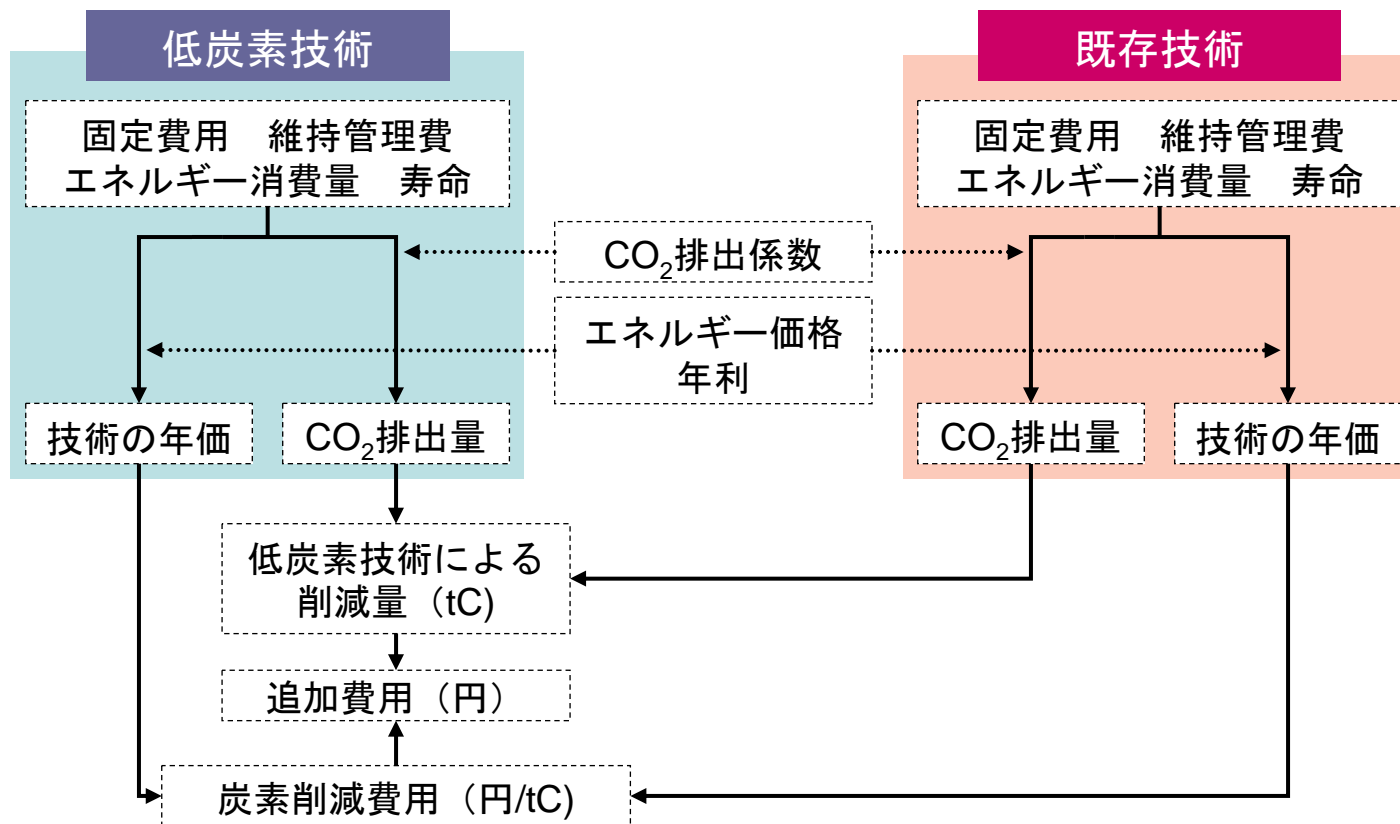 低炭素技術
既存技術
固定費用　維持管理費
エネルギー消費量　寿命
固定費用　維持管理費
エネルギー消費量　寿命
CO₂排出係数
エネルギー価格
年利
技術の年価
CO₂排出量
CO₂排出量
技術の年価
低炭素技術による
削減量（tC)
追加費用（円）
炭素削減費用（円/tC)